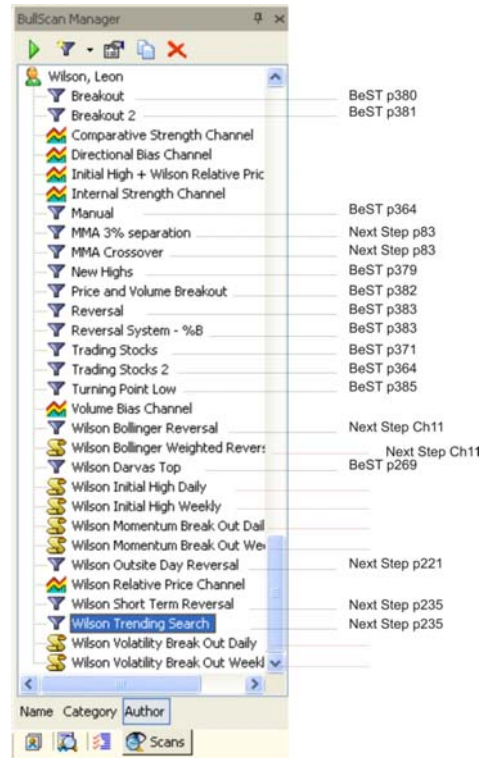 BullScan Manager
Wilson, Leon
Breakout BeST p380
Breakout 2 BeST p381
Comparative Strength Channel
Directional Bias Channel
Initial High + Wilson Relative Pric
Internal Strength Channel
Manual BeST p364
MMA 3% separation Next Step p83
MMA Crossover Next Step p83
New Highs BeST p379
Price and Volume Breakout BeST p382
Reversal BeST p383
Reversal System - %B BeST p383
Trading Stocks BeST p371
Trading Stocks 2 BeST p364
Turning Point Low BeST p385
Volume Bias Channel
Wilson Bollinger Reversal Next Step Ch11
Wilson Bollinger Weighted Revers Next Step Ch11
Wilson Darvas Top BeST p269
Wilson Initial High Daily
Wilson Initial High Weekly
Wilson Momentum Break Out Dail
Wilson Momentum Break Out We
Wilson Outsite Day Reversal Next Step p221
Wilson Relative Price Channel
Wilson Short Term Reversal Next Step p235
Wilson Trending Search Next Step p235
Wilson Volatility Break Out Daily
Wilson Volatility Break Out Weekl
Name Category Author
Scans